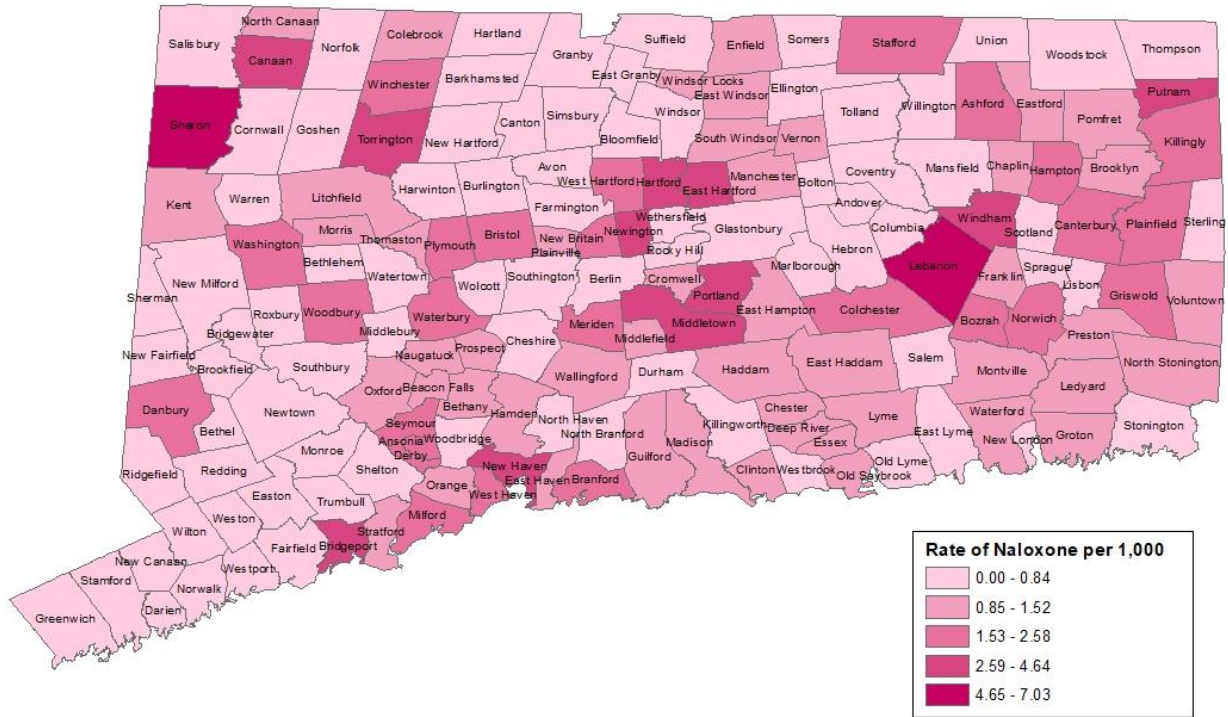 North Canaan
Salisbury
Canaan
Norfolk
Colebrook
Hartland
Granby
Suffield
Enfield
Somers
Stafford
Union
Woodstock
Thompson
East Granby
Windsor Locks
Winchester
Barkhamsted
East Windsor
Ellington
Putnam
Sharon
Cornwall
Goshen
Torrington
New Hartford
Canton
Simsbury
Bloomfield
Windsor
Tolland
Willington
Ashford
Eastford
Pomfret
Killingly
South Windsor
Vernon
Avon
West Hartford
Hartford
East Hartford
Manchester
Bolton
Coventry
Mansfield
Chaplin
Hampton
Brooklyn
Kent
Warren
Litchfield
Harwinton
Burlington
Farmington
Andover
Wethersfield
Glastonbury
Columbia
Windham
Scotland
Canterbury
Plainfield
Sterling
Washington
Morris
Thomaston
Plymouth
Bristol
New Britain
Plainville
Newington
Rocky Hill
Hebron
Bethlehem
Watertown
Wolcott
Southington
Berlin
Cromwell
Marlborough
Lebanon
Franklin
Sprague
Lisbon
Griswold
Voluntown
New Milford
Sherman
Roxbury
Woodbury
Middlebury
Waterbury
Cheshire
Meriden
Middlefield
Middletown
Portland
East Hampton
Colchester
Bozrah
Norwich
Preston
Bridgewater
New Fairfield
Brookfield
Southbury
Naugatuck
Prospect
Wallingford
Durham
Haddam
East Haddam
Salem
Montville
Ledyard
North Stonington
Danbury
Bethel
Newtown
Oxford
Beacon Falls
Bethany
Hamden
North Haven
North Branford
Killingworth
Chester
Deep River
Essex
Lyme
East Lyme
Waterford
New London
Groton
Stonington
Seymour
Ansonia
Derby
Woodbridge
Guilford
Madison
Clinton
Westbrook
Old Saybrook
Old Lyme
Ridgefield
Redding
Monroe
Shelton
New Haven
East Haven
West Haven
Branford
Orange
Milford
Easton
Trumbull
Stratford
Bridgeport
Weston
Wilton
Fairfield
Westport
New Canaan
Norwalk
Darien
Stamford
Greenwich
Rate of Naloxone per 1,000
0.00 - 0.84
0.85 - 1.52
1.53 - 2.58
2.59 - 4.64
4.65 - 7.03